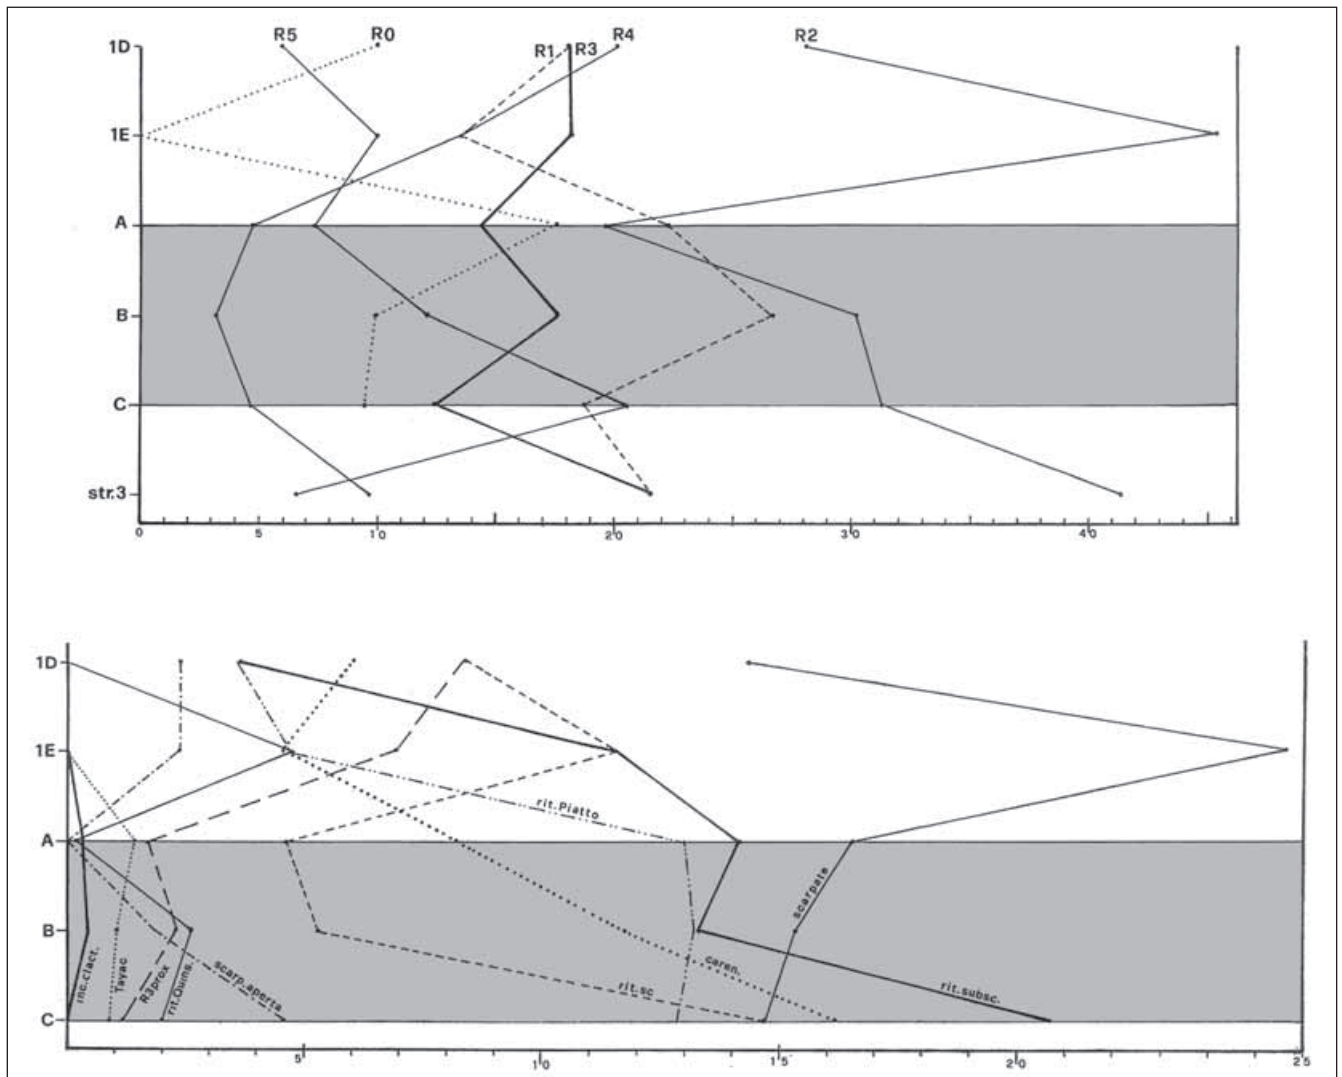 R5 R0 R1 R3 R4 R2
1D
1E
A
B
C
str.3
0 5 10 20 30 40
1D
1E
rit.Piatto
A
scarpate
B
inc.clact. Tayac R3prox rit.Quins. scarp.aperta rit.sc caren. rit.subsc.
C
5 10 15 20 25